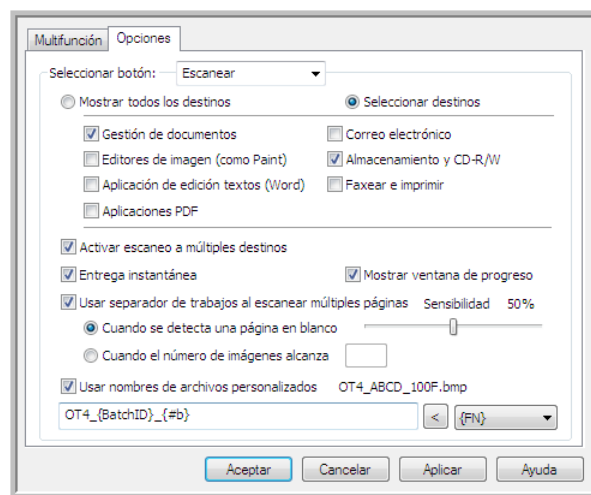 Multifunción Opciones
Seleccionar botón: Escanear
Mostrar todos los destinos Seleccionar destinos
Gestión de documentos Correo electrónico
Editores de imagen (como Paint) Almacenamiento y CD-R/W
Aplicación de edición textos (Word) Faxear e imprimir
Aplicaciones PDF
Activar escaneo a múltiples destinos
Entrega instantánea Mostrar ventana de progreso
Usar separador de trabajos al escanear múltiples páginas Sensibilidad 50%
Cuando se detecta una página en blanco
Cuando el número de imágenes alcanza
Usar nombres de archivos personalizados OT4_ABCD_100F.bmp
OT4_{BatchID}_{#b} < {FN}
Aceptar Cancelar Aplicar Ayuda